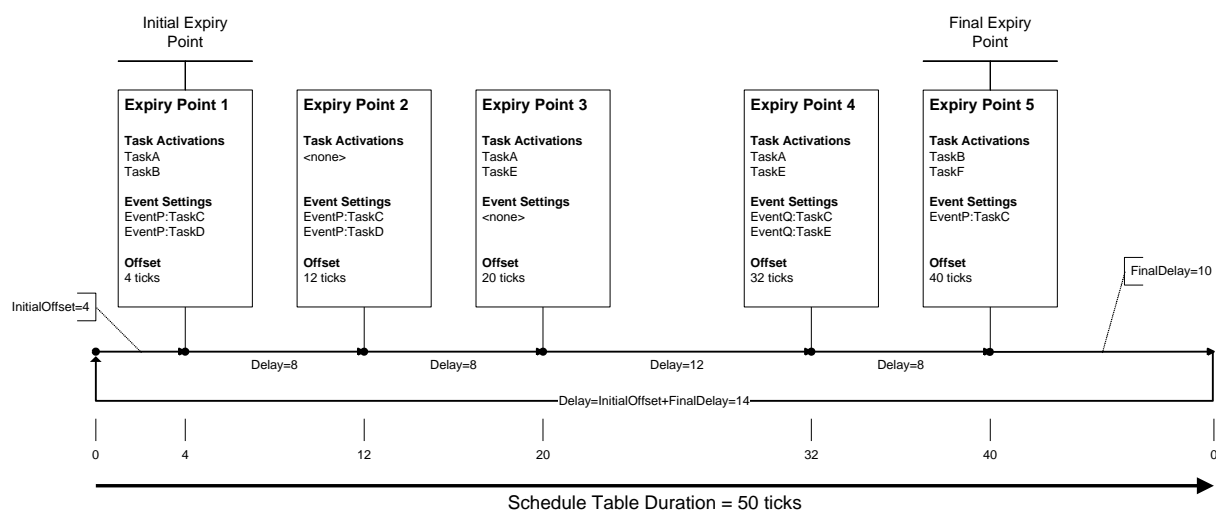 Initial Expiry
Point
Final Expiry
Point
Expiry Point 1
Task Activations
TaskA
TaskB
Event Settings
EventP:TaskC
EventP:TaskD
Offset
4 ticks
Expiry Point 2
Task Activations
<none>
Event Settings
EventP:TaskC
EventP:TaskD
Offset
12 ticks
Expiry Point 3
Task Activations
TaskA
TaskE
Event Settings
<none>
Offset
20 ticks
Expiry Point 4
Task Activations
TaskA
TaskE
Event Settings
EventQ:TaskC
EventQ:TaskE
Offset
32 ticks
Expiry Point 5
Task Activations
TaskB
TaskF
Event Settings
EventP:TaskC
Offset
40 ticks
InitialOffset=4
FinalDelay=10
Delay=8
Delay=8
Delay=12
Delay=8
Delay=InitialOffset+FinalDelay=14
0
4
12
20
32
40
0
Schedule Table Duration = 50 ticks